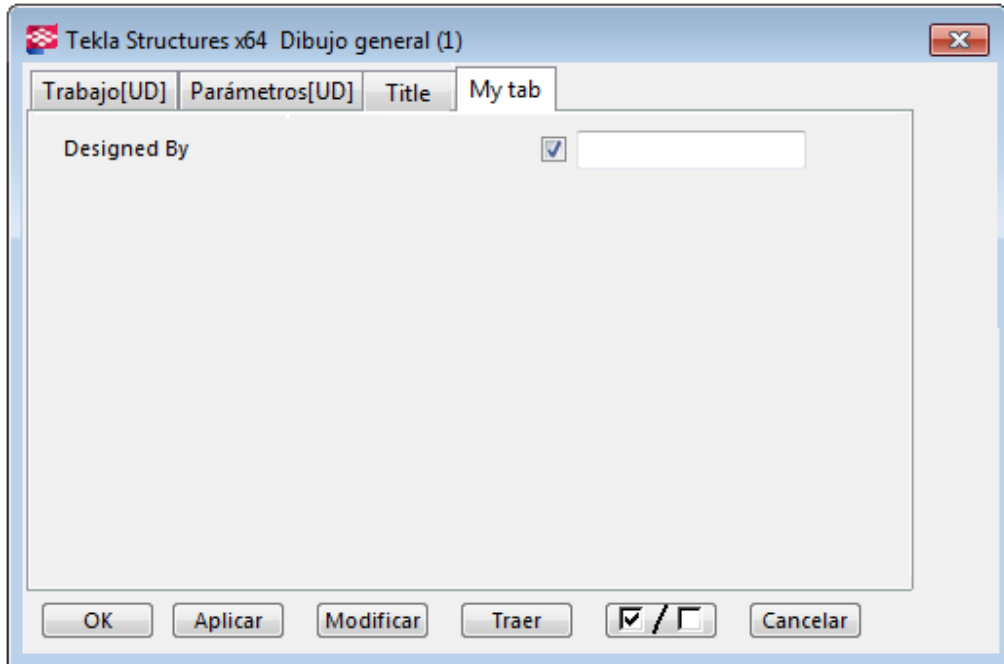 Tekla Structures x64 Dibujo general (1)
Trabajo[UD] Parámetros[UD] Title My tab
Designed By
OK Aplicar Modificar Traer / Cancelar